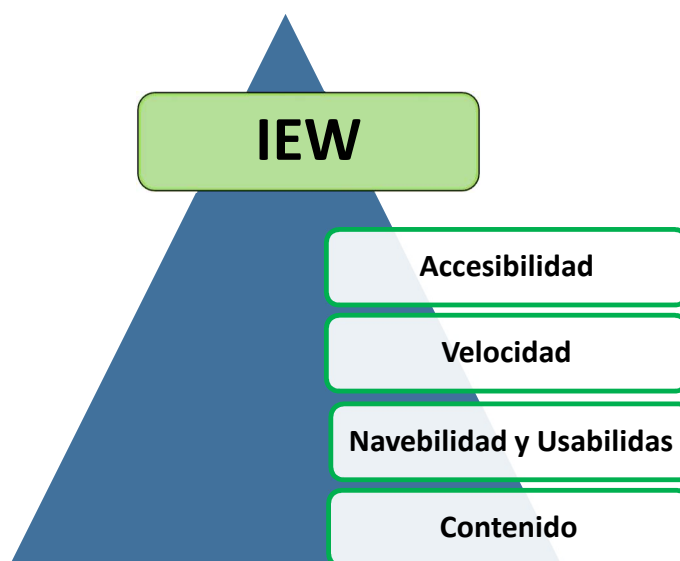 IEW
Accesibilidad
Velocidad
Navebilidad y Usabilidas
Contenido